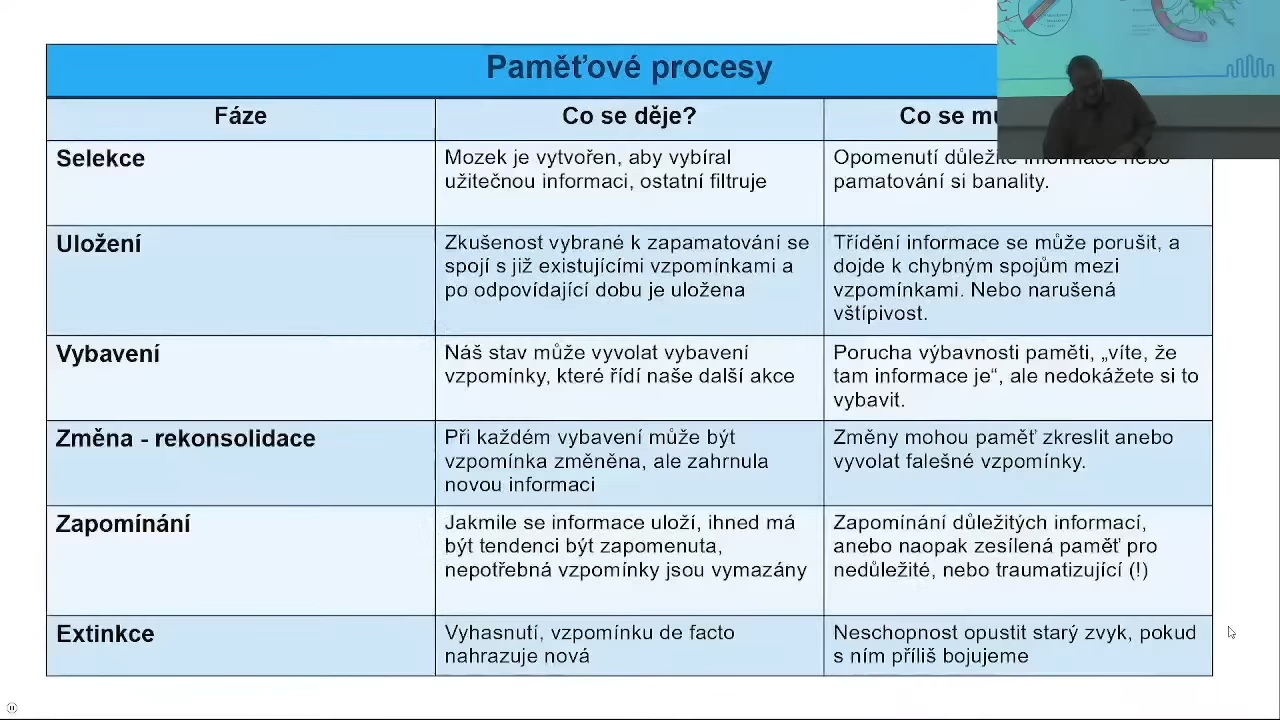 Paměťové procesy
Fáze
Co se děje?
Co se
Selekce
Mozek je vytvořen, aby vybíral
užitečnou informaci, ostatní filtruje
Opomenutí důležité informace nebo
pamatování si banality.
Uložení
Zkušenost vybrané k zapamatování se
spojí s již existujícími vzpomínkami a
po odpovídající dobu je uložena
Třídění informace se může porušit, a
dojde k chybným spojům mezi
vzpomínkami. Nebo narušená
vštípivost.
Vybavení
Náš stav může vyvolat vybavení
vzpomínky, které řídí naše další akce
Porucha výbavnosti paměti, „víte, že
tam informace je“, ale nedokážete si to
vybavit.
Změna - rekonsolidace
Při každém vybavení může být
vzpomínka změněna, ale zahrnula
novou informaci
Změny mohou paměť zkreslit anebo
vyvolat falešné vzpomínky.
Zapomínání
Jakmile se informace uloží, ihned má
být tendenci být zapomenuta,
nepotřebná vzpomínky jsou vymazány
Zapomínání důležitých informací,
anebo naopak zesílená paměť pro
nedůležité, nebo traumatizující (!)
Extinkce
Vyhasnutí, vzpomínku de facto
nahrazuje nová
Neschopnost opustit starý zvyk, pokud
s ním příliš bojujeme